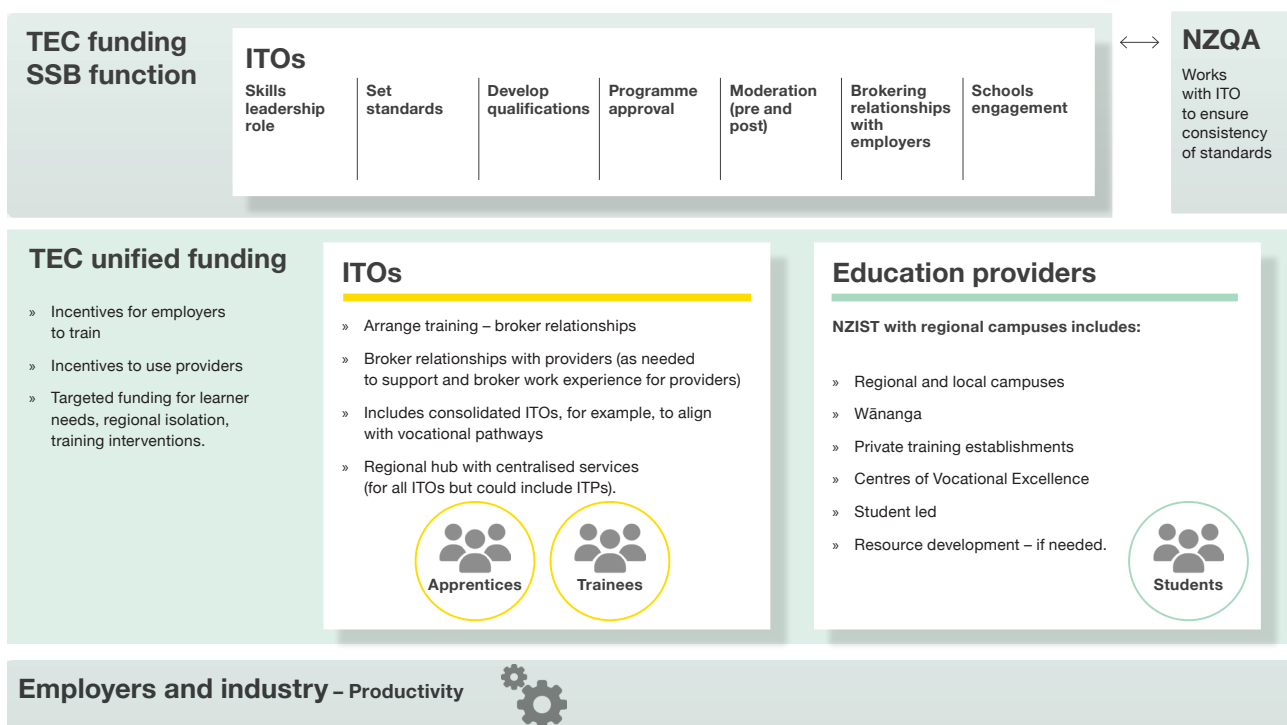 TEC funding
SSB function
ITOs
Skills
leadership
role
Set
standards
Develop
qualifications
Programme
approval
Moderation
(pre and
post)
Brokering
relationships
with
employers
Schools
engagement
NZQA
Works
with ITO
to ensure
consistency
of standards
TEC unified funding
» Incentives for employers
to train
» Incentives to use providers
» Targeted funding for learner
needs, regional isolation,
training interventions.
ITOs
» Arrange training – broker relationships
» Broker relationships with providers (as needed
to support and broker work experience for providers)
» Includes consolidated ITOs, for example, to align
with vocational pathways
» Regional hub with centralised services
(for all ITOs but could include ITPs).
Apprentices
Trainees
Education providers
NZIST with regional campuses includes:
» Regional and local campuses
» Wānanga
» Private training establishments
» Centres of Vocational Excellence
» Student led
» Resource development – if needed.
Students
Employers and industry – Productivity